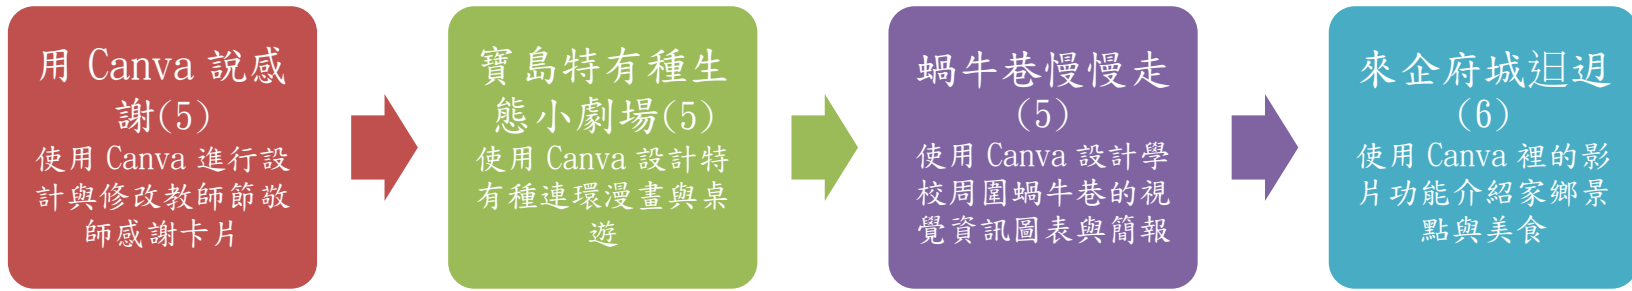 用 Canva 說感
謝(5)
使用 Canva 進行設
計與修改教師節敬
師感謝卡片
寶島特有種生
態小劇場(5)
使用 Canva 設計特
有種連環漫畫與桌
遊
蝸牛巷慢慢走
(5)
使用 Canva 設計學
校周圍蝸牛巷的視
覺資訊圖表與簡報
來企府城迌迌
(6)
使用 Canva 裡的影
片功能介紹家鄉景
點與美食